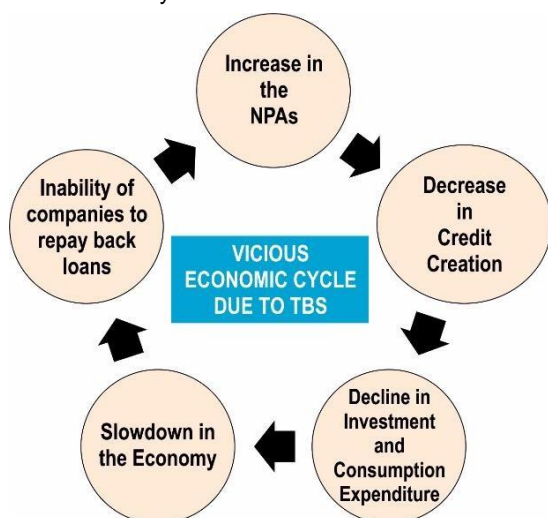 Increase in
the
NPAs
Decrease
in
Credit
Creation
Decline in
Investment
and
Consumption
Expenditure
Slowdown in
the Economy
Inability of
companies to
repay back
loans
VICIOUS
ECONOMIC CYCLE
DUE TO TBS